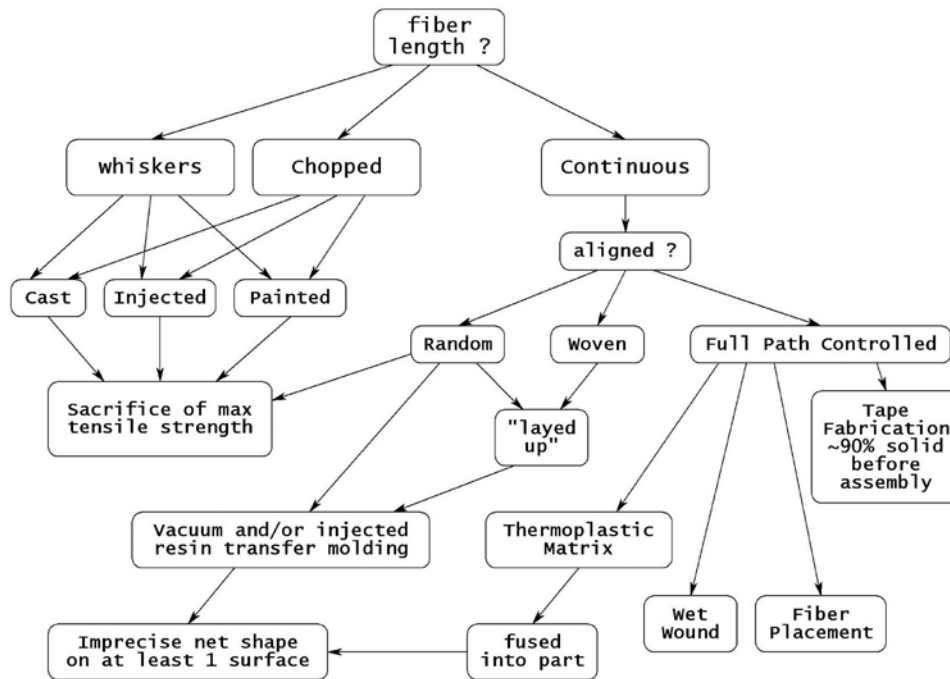 fiber
length ?
whiskers
Chopped
Continuous
aligned ?
Cast
Injected
Painted
Random
Woven
Full Path Controlled
Sacrifice of max
tensile strength
"layed
up"
Tape
Fabrication
~90% solid
before
assembly
Vacuum and/or injected
resin transfer molding
Thermoplastic
Matrix
Wet
Wound
Fiber
Placement
Imprecise net shape
on at least 1 surface
fused
into part